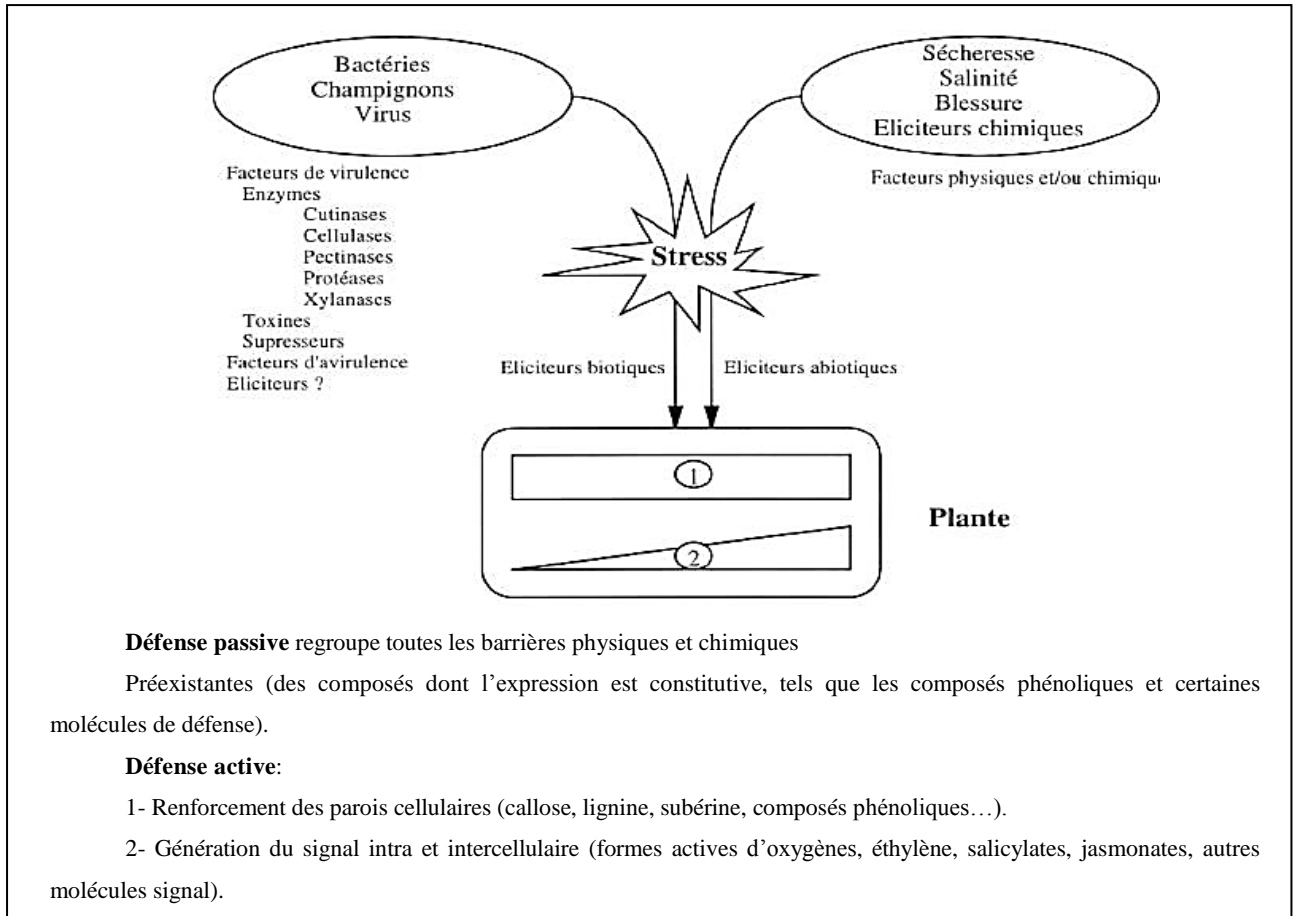 Bactéries
Champignons
Virus
Sécheresse
Salinité
Blessure
Eliciteurs chimiques
Facteurs de virulence
Enzymes
Cutinases
Cellulases
Pectinases
Protéases
Xylanases
Toxines
Supresseurs
Facteurs d'avirulence
Eliciteurs ?
Facteurs physiques et/ou chimiqu
Stress
Eliciteurs biotiques
Eliciteurs abiotiques
1
2
Plante
Défense passive regroupe toutes les barrières physiques et chimiques
Préexistantes (des composés dont l’expression est constitutive, tels que les composés phénoliques et certaines
molécules de défense).
Défense active:
1- Renforcement des parois cellulaires (callose, lignine, subérine, composés phénoliques…).
2- Génération du signal intra et intercellulaire (formes actives d’oxygènes, éthylène, salicylates, jasmonates, autres
molécules signal).